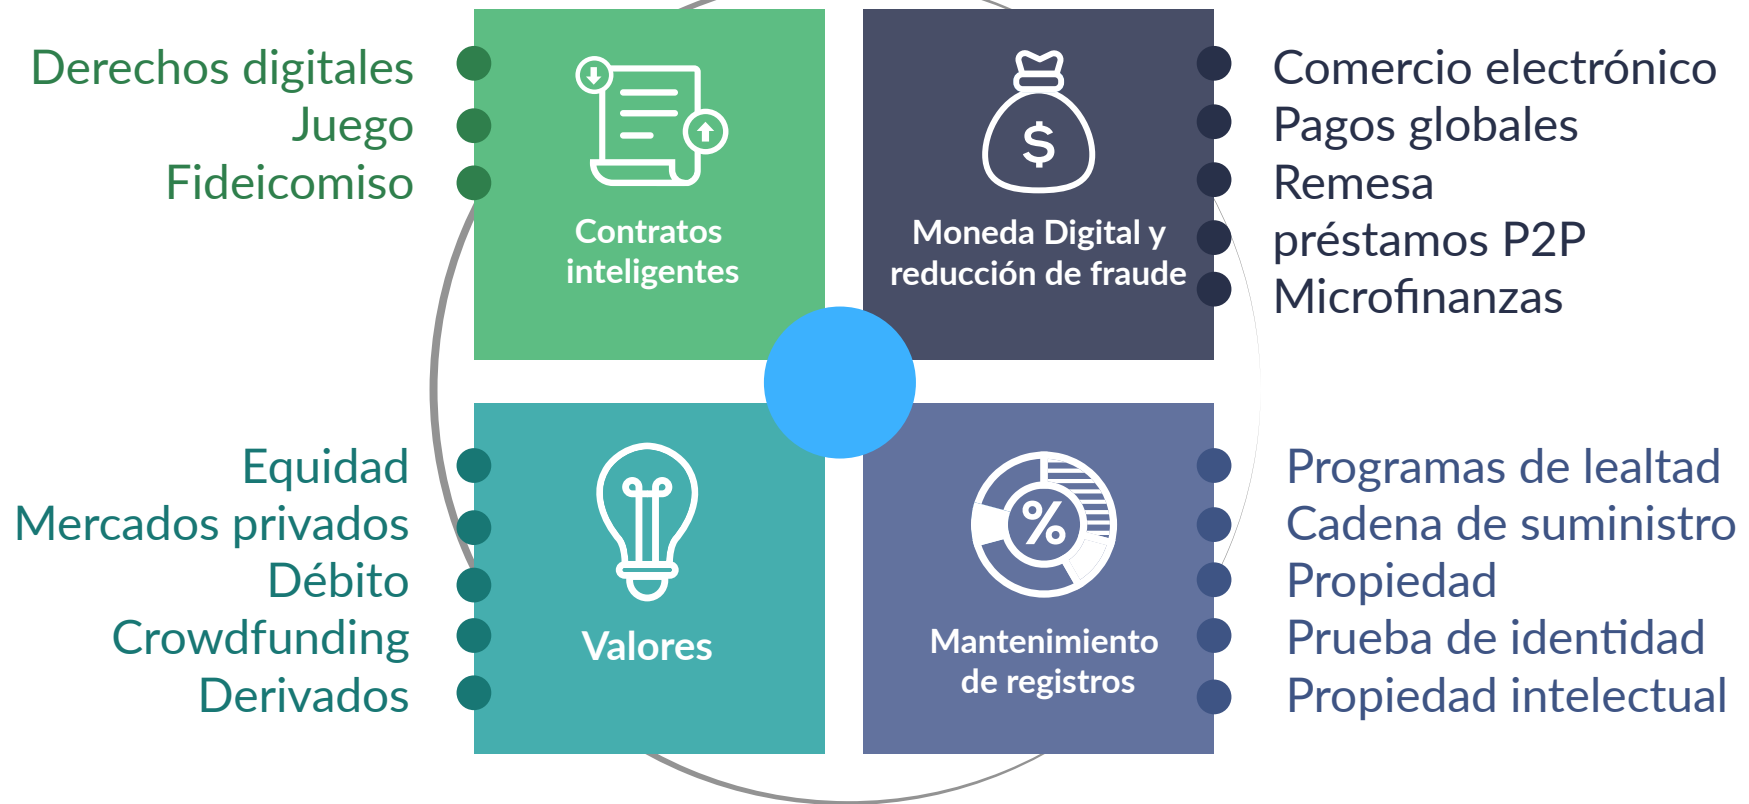 Derechos digitales
Juego
Fideicomiso
Contratos
inteligentes
$
Moneda Digital y
reducción de fraude
Comercio electrónico
Pagos globales
Remesa
préstamos P2P
Microfinanzas
Equidad
Mercados privados
Débito
Crowdfunding
Derivados
Valores
%
Mantenimiento
de registros
Programas de lealtad
Cadena de suministro
Propiedad
Prueba de identidad
Propiedad intelectual